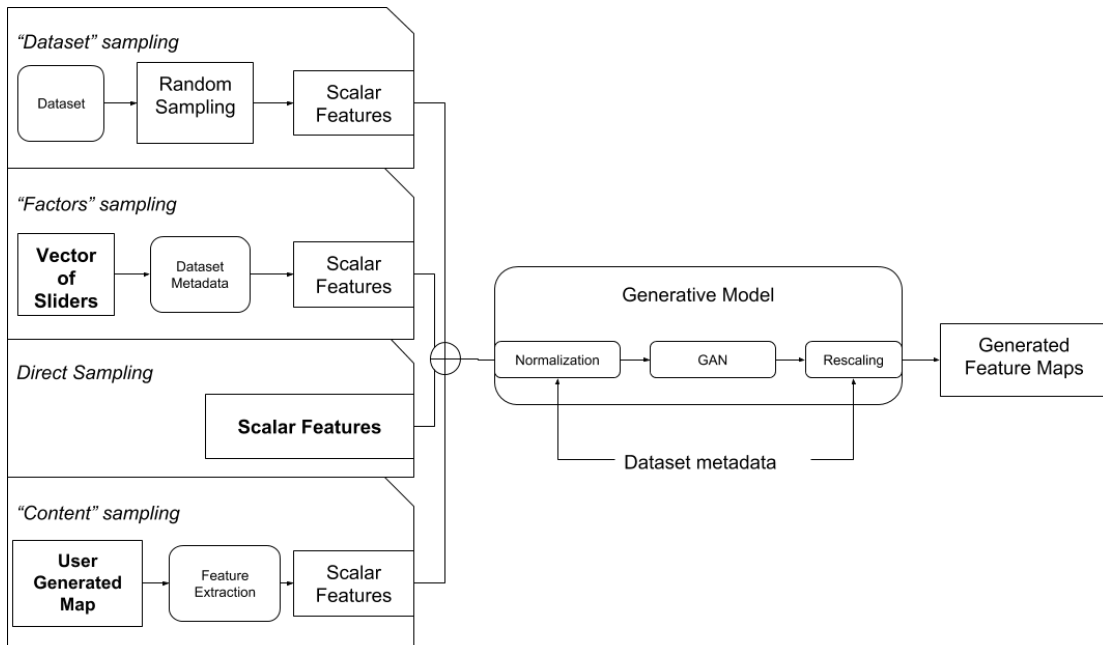 “Dataset” sampling
Dataset
Random
Sampling
Scalar
Features
“Factors” sampling
Vector
of
Sliders
Dataset
Metadata
Scalar
Features
Direct Sampling
Scalar Features
“Content” sampling
User
Generated
Map
Feature
Extraction
Scalar
Features
Generative Model
Normalization
GAN
Rescaling
Dataset metadata
Generated
Feature Maps